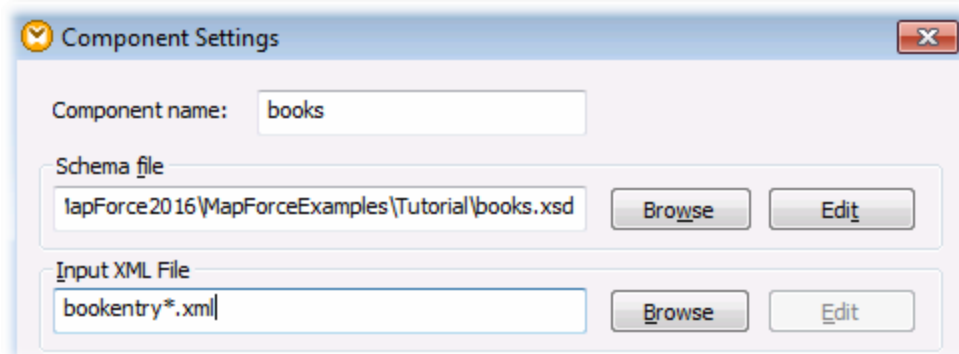 Component Settings
Component name: books
Schema file
MapForce2016\MapForceExamples\Tutorial\books.xsd Browse Edit
Input XML File
bookentry*.xml Browse Edit